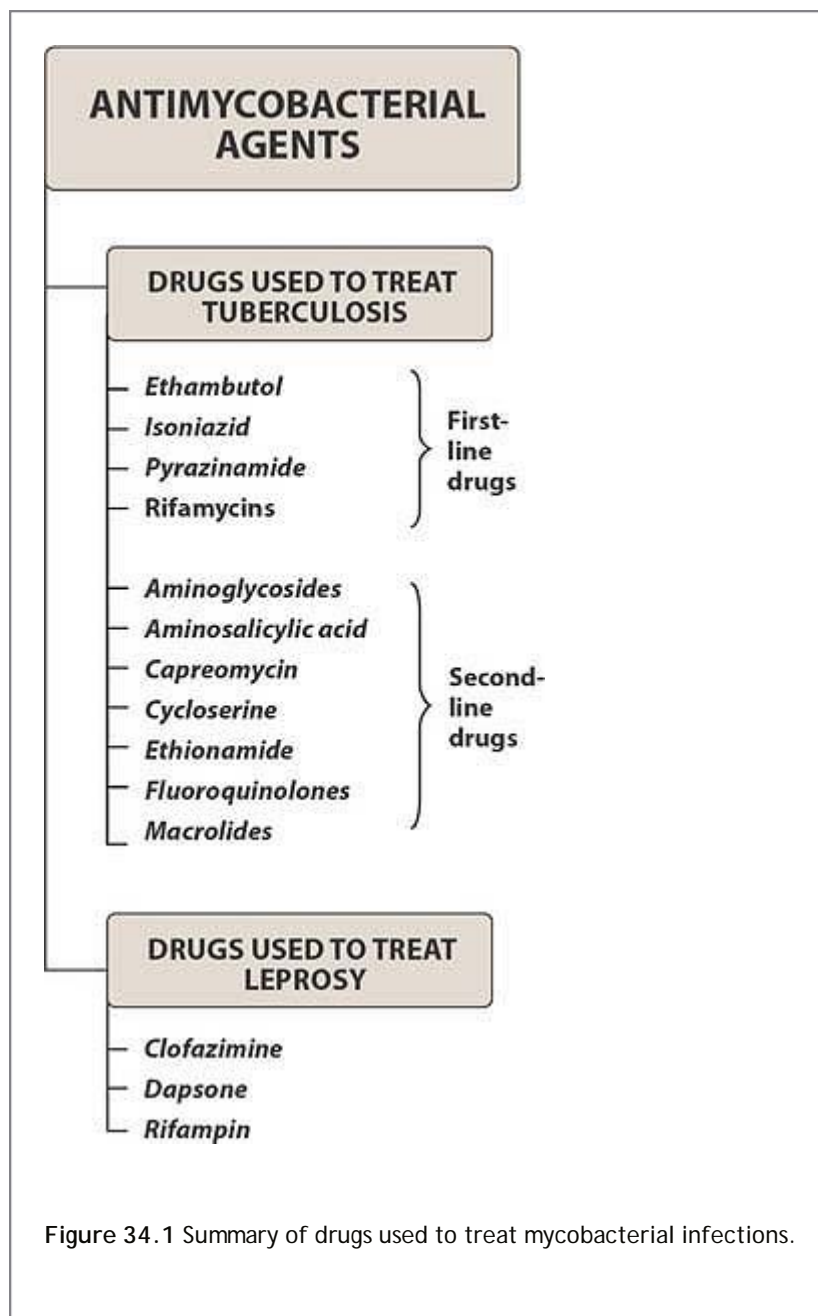 ANTIMYCOBACTERIAL
AGENTS
DRUGS USED TO TREAT
TUBERCULOSIS
Ethambutol
Isoniazid
Pyrazinamide
Rifamycins
First-
line
drugs
Aminoglycosides
Aminosalicylic acid
Capreomycin
Cycloserine
Ethionamide
Fluoroquinolones
Macrolides
Second-
line
drugs
DRUGS USED TO TREAT
LEPROSY
Clofazimine
Dapsone
Rifampin
Figure 34.1 Summary of drugs used to treat mycobacterial infections.